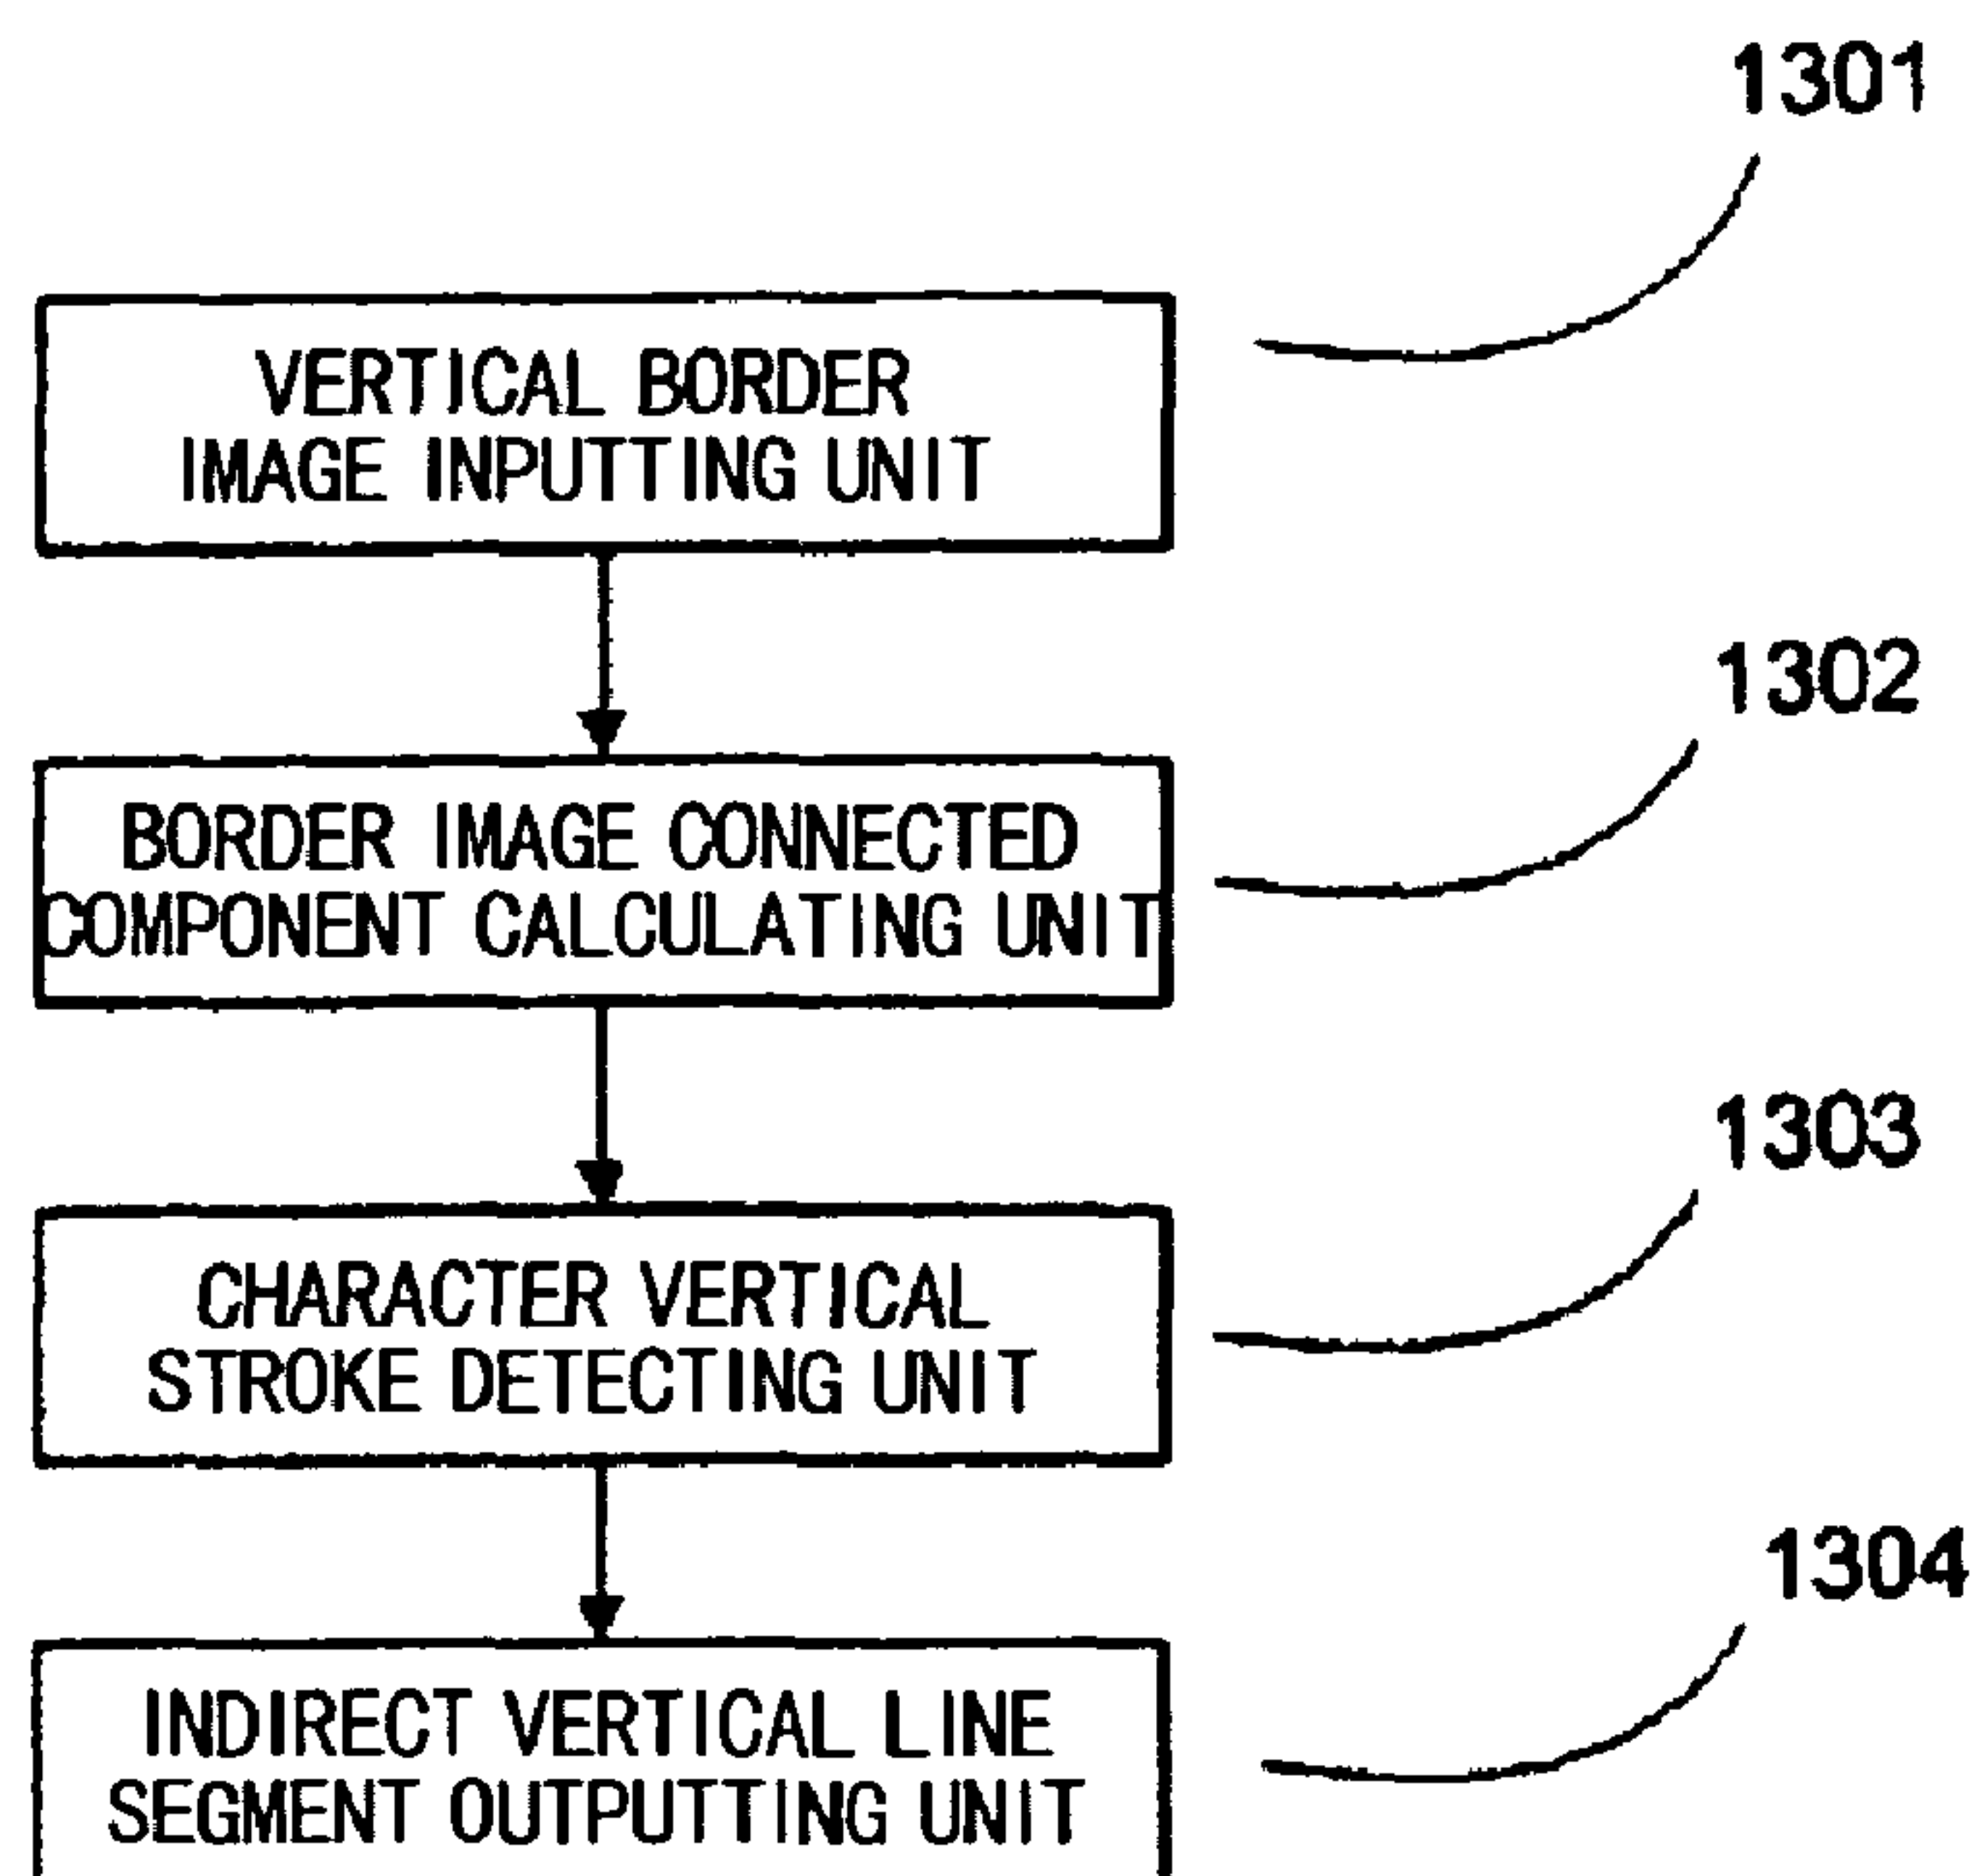 1301
VERTICAL BORDER
IMAGE INPUTTING UNIT
1302
BORDER IMAGE CONNECTED
COMPONENT CALCULATING UNIT
1303
CHARACTER VERTICAL
STROKE DETECTING UNIT
1304
INDIRECT VERTICAL LINE
SEGMENT OUTPUTTING UNIT